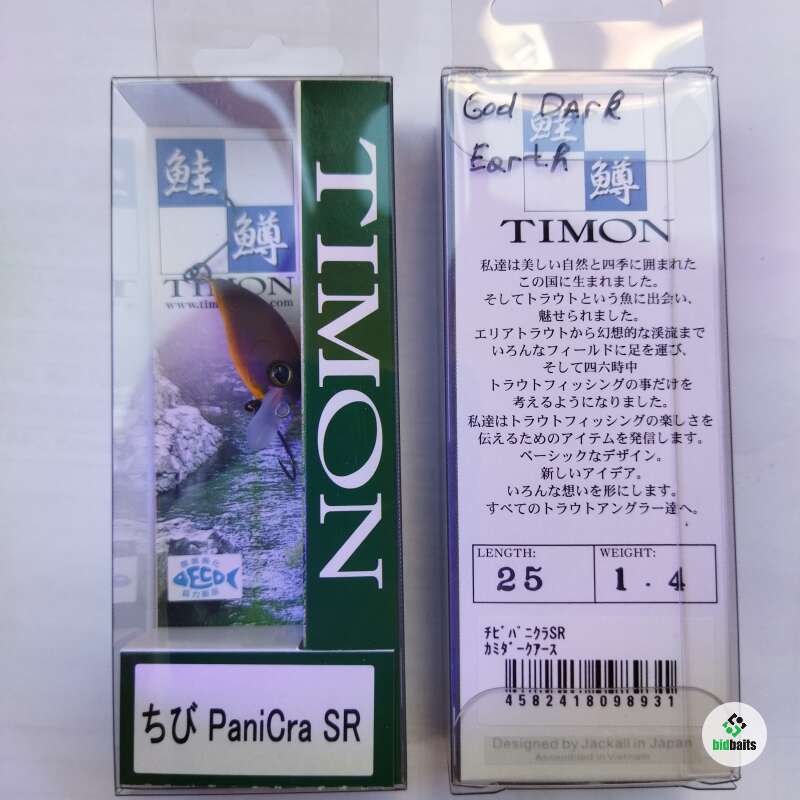 鮭
鱒
TIMON
TIMON
ECO
ちび PaniCra SR
God Dark
Earth
鮭
鱒
TIMON
私達は美しい自然と四季に囲まれた
この国に生まれました。
そしてトラウトという魚に出会い、
魅せられました。
エリアトラウトから幻想的な渓流まで
いろんなフィールドに足を運び、
そして四六時中
トラウトフィッシングの事だけを
考えるようになりました。
私達はトラウトフィッシングの楽しさを
伝えるためのアイテムを発信します。
ベーシックなデザイン。
新しいアイデア。
いろんな想いを形にします。
すべてのトラウトアングラー達へ。
LENGTH: WEIGHT:
25 1.4
ﾁﾋﾞﾊﾟﾆｸﾗSR
ｶﾐﾀﾞｰｸｱｰｽ
4582418098931
Designed by Jackall in Japan
Assembled in Vietnam
bidbaits